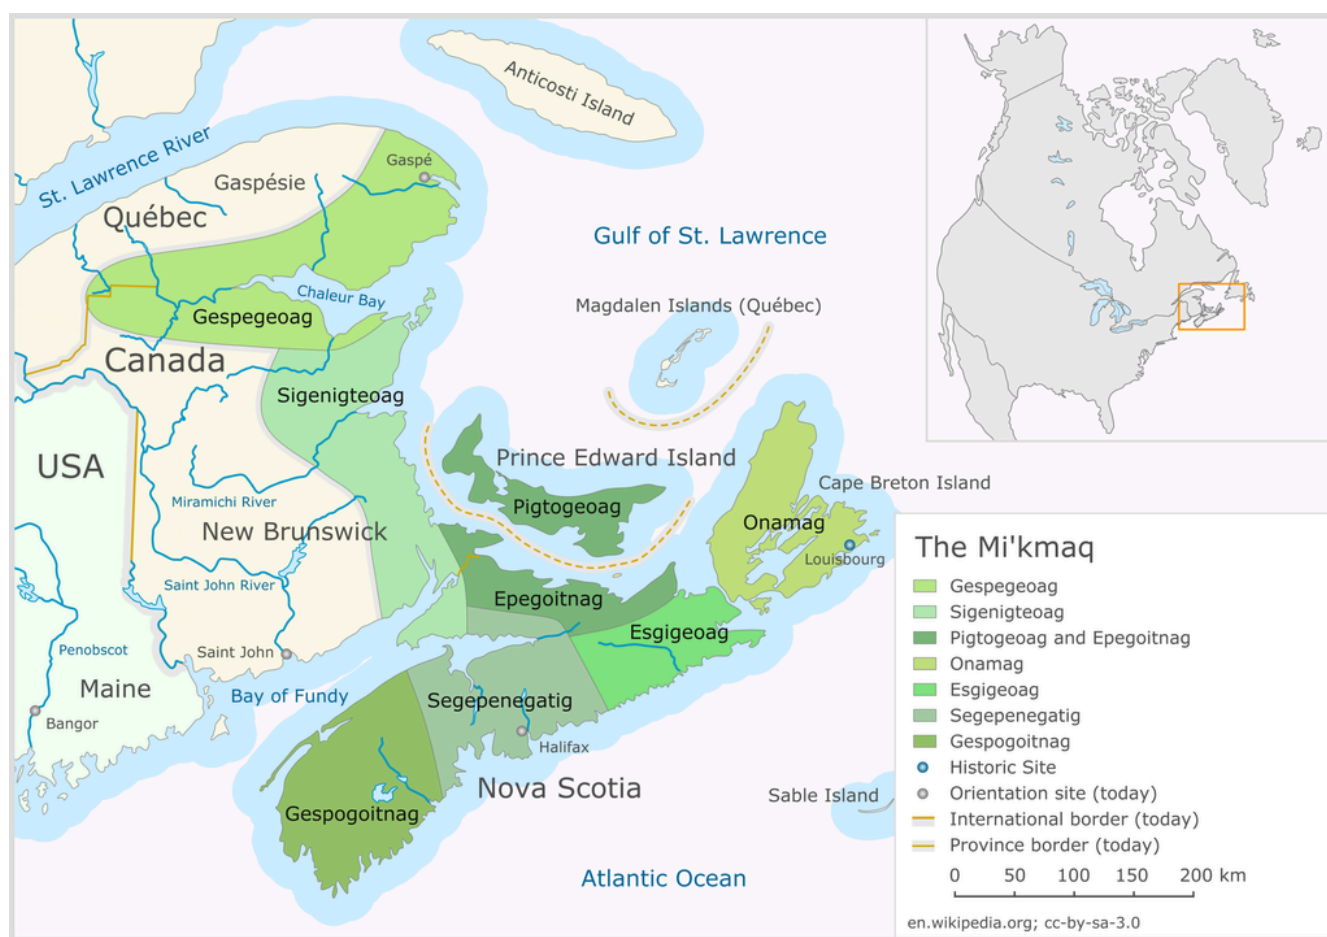 Anticosti Island
St. Lawrence River
Gaspé
Gaspésie
Québec
Gulf of St. Lawrence
Chaleur Bay
Magdalen Islands (Québec)
Gespegeoag
Canada
Sigenigteoag
USA
Prince Edward Island
Cape Breton Island
Miramichi River
Pigtogeoag
Onamag
New Brunswick
Louisbourg
Saint John River
Epegoitnag
Esgigeoag
Penobscot
Saint John
Maine
Bay of Fundy
Segepenegatig
Bangor
Halifax
Nova Scotia
Sable Island
Gespogoitnag
Atlantic Ocean
The Mi'kmaq
Gespegeoag
Sigenigteoag
Pigtogeoag and Epegoitnag
Onamag
Esgigeoag
Segepenegatig
Gespogoitnag
Historic Site
Orientation site (today)
International border (today)
Province border (today)
0 50 100 150 200 km
en.wikipedia.org; cc-by-sa-3.0